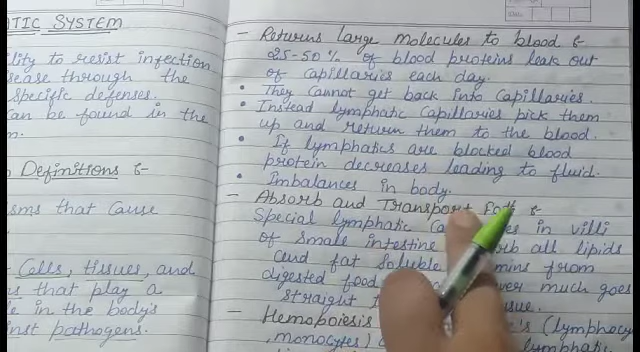 TIC SYSTEM
ility to resist infection
sease through the
specific defenses.
can be found in the
Definitions :-
sms that cause
- Cells, tissues, and
s that play a
le in the body's
inst pathogens.
- Returns large molecules to blood :-
25-50% of blood proteins leak out
of capillaries each day.
• They cannot get back into capillaries.
• Instead lymphatic capillaries pick them
up and return them to the blood.
• If lymphatics are blocked blood
protein decreases leading to fluid.
• Imbalances in body.
- Absorb and Transport :-
Special lymphatic in villi
of small intestine all lipids
and fat soluble from
digested food much goes
straight
- Hemopoiesis (lymphocy
, monocytes) lymphatic